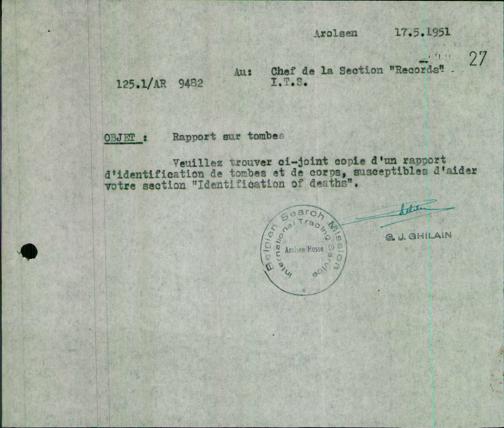 Arolsen 17.5.1951
27
Au: Chef de la Section "Records"
125.1/AR 9482 I.T.S.
OBJET : Rapport sur tombes
Veuillez trouver ci-joint copie d'un rapport
d'identification de tombes et de corps, susceptibles d'aider
votre section "Identification of deaths".
Belgian Search Mission
International Tracing Service
Arolsen-Hesse
G. J. GHILAIN